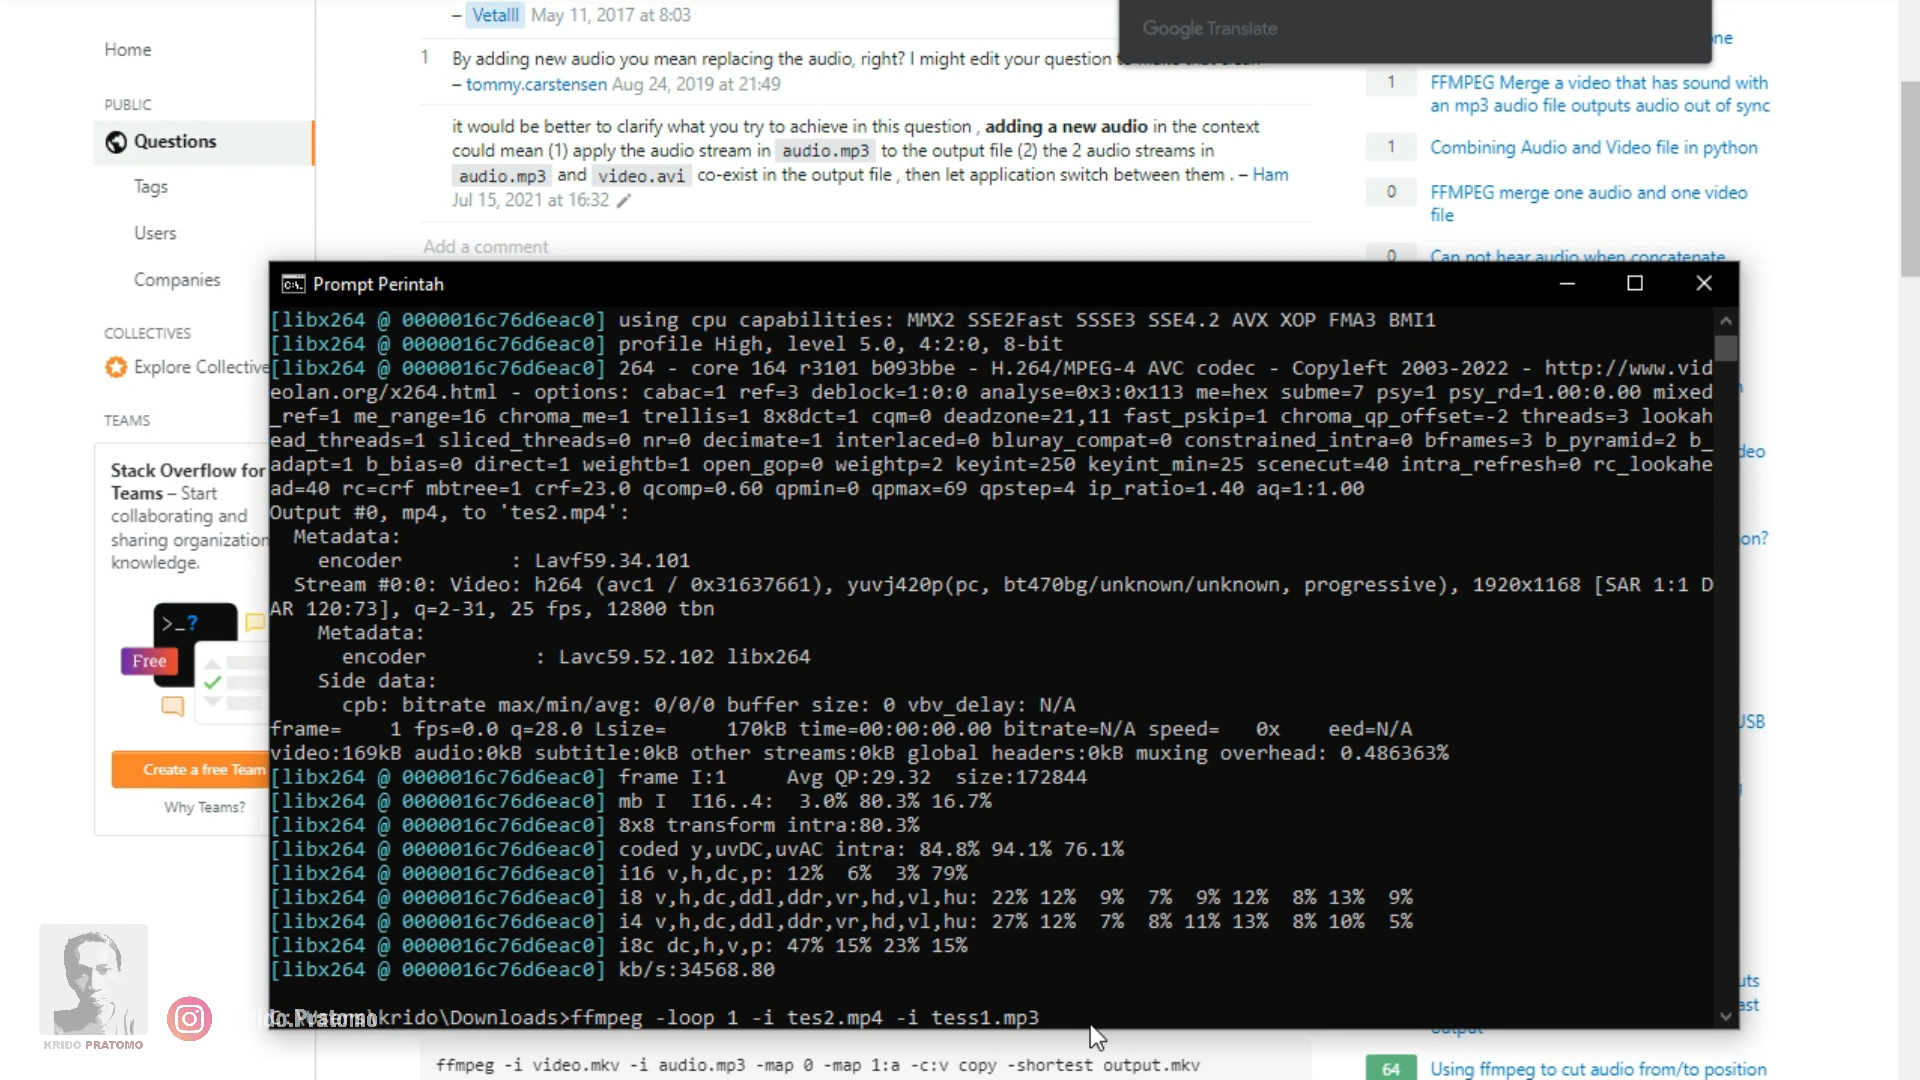 – Vetalll May 11, 2017 at 8:03
Google Translate
Home
PUBLIC
Questions
Tags
Users
Companies
COLLECTIVES
Explore Collective
TEAMS
Stack Overflow for
Teams – Start
collaborating and
sharing organization
knowledge.
>_?
Free
Create a free Team
Why Teams?
1 By adding new audio you mean replacing the audio, right? I might edit your question
– tommy.carstensen Aug 24, 2019 at 21:49
it would be better to clarify what you try to achieve in this question , adding a new audio in the context
could mean (1) apply the audio stream in audio.mp3 to the output file (2) the 2 audio streams in
audio.mp3 and video.avi co-exist in the output file , then let application switch between them . – Ham
Jul 15, 2021 at 16:32
Add a comment
one
1 FFMPEG Merge a video that has sound with
an mp3 audio file outputs audio out of sync
1 Combining Audio and Video file in python
0 FFMPEG merge one audio and one video
file
0 Can not hear audio when concatenate
deo
on?
USB
uts
ast
output
64 Using ffmpeg to cut audio from/to position
Prompt Perintah
[libx264 @ 0000016c76d6eac0] using cpu capabilities: MMX2 SSE2Fast SSSE3 SSE4.2 AVX XOP FMA3 BMI1
[libx264 @ 0000016c76d6eac0] profile High, level 5.0, 4:2:0, 8-bit
[libx264 @ 0000016c76d6eac0] 264 - core 164 r3101 b093bbe - H.264/MPEG-4 AVC codec - Copyleft 2003-2022 - http://www.vid
eolan.org/x264.html - options: cabac=1 ref=3 deblock=1:0:0 analyse=0x3:0x113 me=hex subme=7 psy=1 psy_rd=1.00:0.00 mixed
_ref=1 me_range=16 chroma_me=1 trellis=1 8x8dct=1 cqm=0 deadzone=21,11 fast_pskip=1 chroma_qp_offset=-2 threads=3 lookah
ead_threads=1 sliced_threads=0 nr=0 decimate=1 interlaced=0 bluray_compat=0 constrained_intra=0 bframes=3 b_pyramid=2 b_
adapt=1 b_bias=0 direct=1 weightb=1 open_gop=0 weightp=2 keyint=250 keyint_min=25 scenecut=40 intra_refresh=0 rc_lookahe
ad=40 rc=crf mbtree=1 crf=23.0 qcomp=0.60 qpmin=0 qpmax=69 qpstep=4 ip_ratio=1.40 aq=1:1.00
Output #0, mp4, to 'tes2.mp4':
Metadata:
encoder : Lavf59.34.101
Stream #0:0: Video: h264 (avc1 / 0x31637661), yuvj420p(pc, bt470bg/unknown/unknown, progressive), 1920x1168 [SAR 1:1 D
AR 120:73], q=2-31, 25 fps, 12800 tbn
Metadata:
encoder : Lavc59.52.102 libx264
Side data:
cpb: bitrate max/min/avg: 0/0/0 buffer size: 0 vbv_delay: N/A
frame= 1 fps=0.0 q=28.0 Lsize= 170kB time=00:00:00.00 bitrate=N/A speed= 0x eed=N/A
video:169kB audio:0kB subtitle:0kB other streams:0kB global headers:0kB muxing overhead: 0.486363%
[libx264 @ 0000016c76d6eac0] frame I:1 Avg QP:29.32 size:172844
[libx264 @ 0000016c76d6eac0] mb I I16..4: 3.0% 80.3% 16.7%
[libx264 @ 0000016c76d6eac0] 8x8 transform intra:80.3%
[libx264 @ 0000016c76d6eac0] coded y,uvDC,uvAC intra: 84.8% 94.1% 76.1%
[libx264 @ 0000016c76d6eac0] i16 v,h,dc,p: 12% 6% 3% 79%
[libx264 @ 0000016c76d6eac0] i8 v,h,dc,ddl,ddr,vr,hd,vl,hu: 22% 12% 9% 7% 9% 12% 8% 13% 9%
[libx264 @ 0000016c76d6eac0] i4 v,h,dc,ddl,ddr,vr,hd,vl,hu: 27% 12% 7% 8% 11% 13% 8% 10% 5%
[libx264 @ 0000016c76d6eac0] i8c dc,h,v,p: 47% 15% 23% 15%
[libx264 @ 0000016c76d6eac0] kb/s:34568.80
krido\Downloads>ffmpeg -loop 1 -i tes2.mp4 -i tess1.mp3
ffmpeg -i video.mkv -i audio.mp3 -map 0 -map 1:a -c:v copy -shortest output.mkv
KRIDO PRATOMO